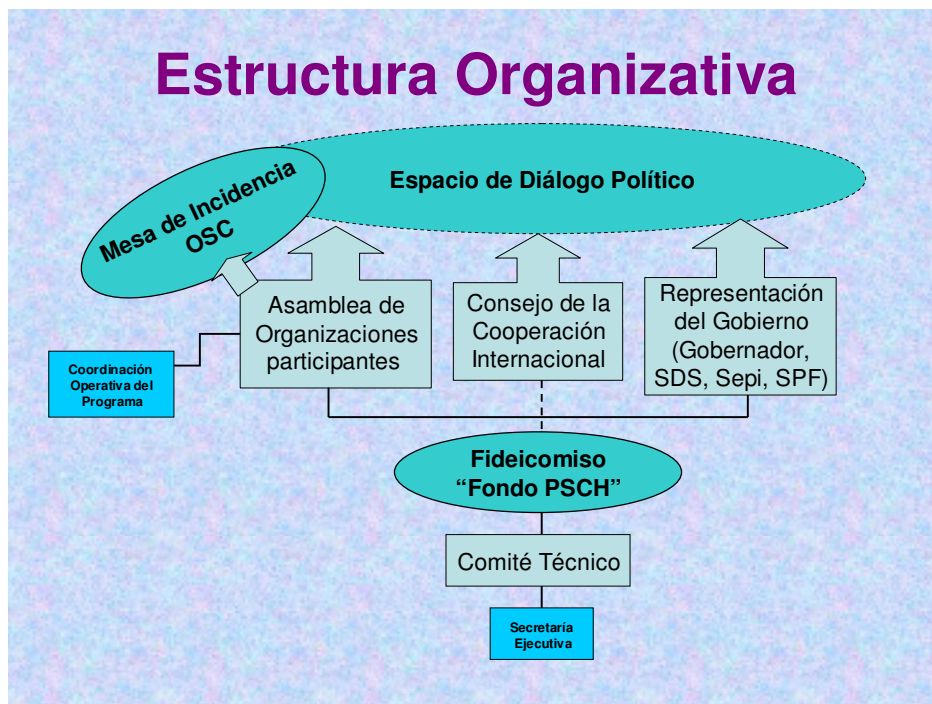 Estructura Organizativa
Espacio de Diálogo Político
Mesa de Incidencia
OSC
Asamblea de
Organizaciones
participantes
Consejo de la
Cooperación
Internacional
Representación
del Gobierno
(Gobernador,
SDS, Sepi, SPF)
Coordinación
Operativa del
Programa
Fideicomiso
“Fondo PSCH”
Comité Técnico
Secretaría
Ejecutiva